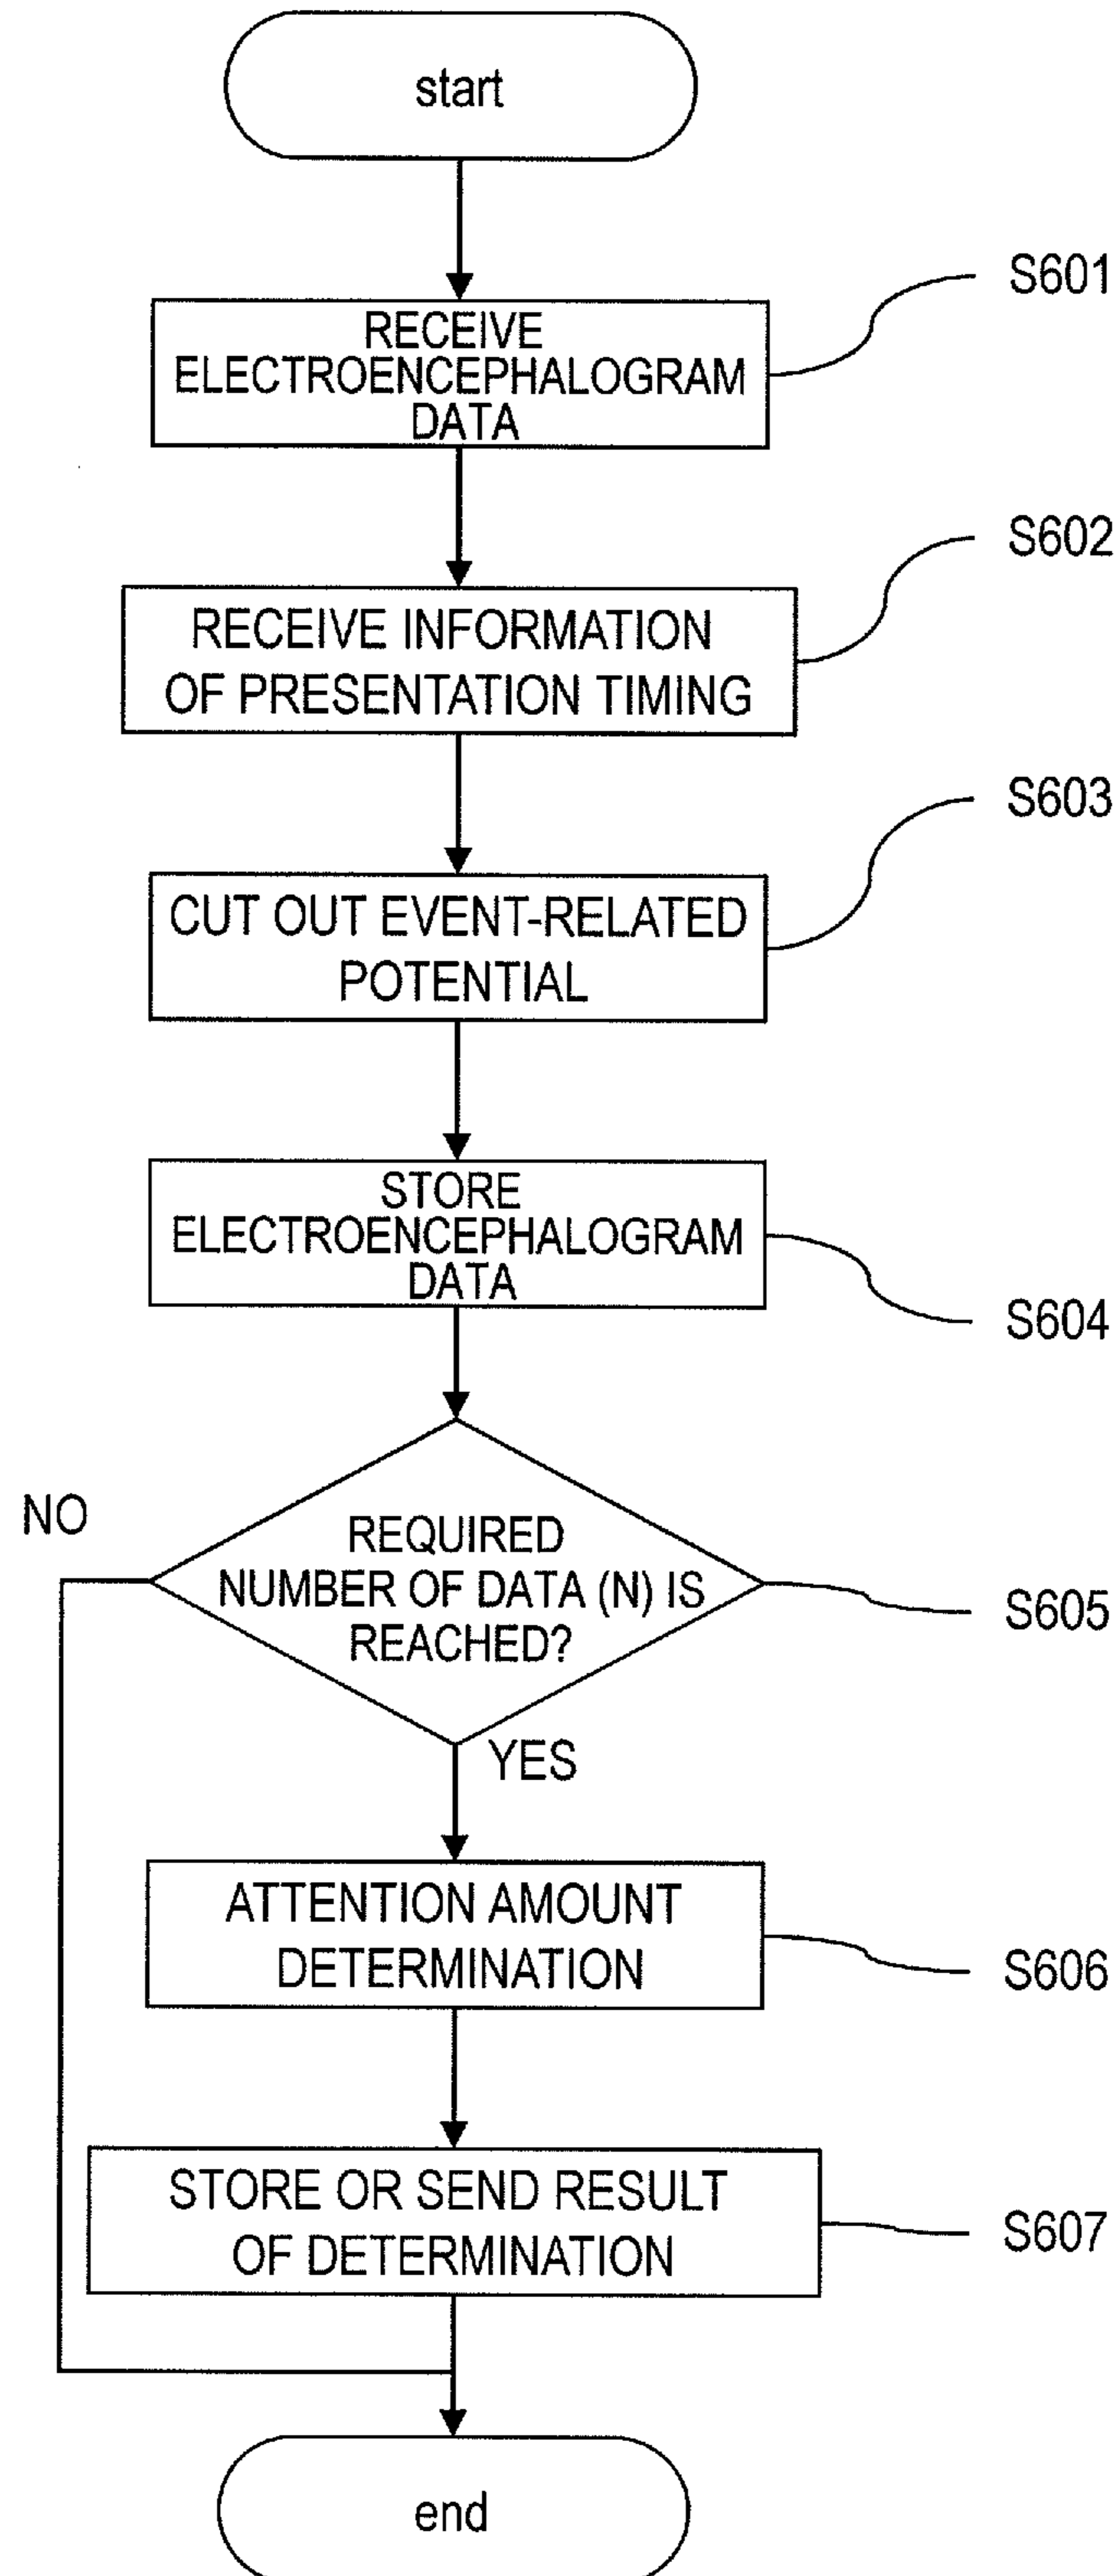 start
S601
RECEIVE
ELECTROENCEPHALOGRAM
DATA
S602
RECEIVE INFORMATION
OF PRESENTATION TIMING
S603
CUT OUT EVENT-RELATED
POTENTIAL
STORE
ELECTROENCEPHALOGRAM
DATA
S604
NO
REQUIRED
NUMBER OF DATA (N) IS
REACHED?
S605
YES
ATTENTION AMOUNT
DETERMINATION
S606
STORE OR SEND RESULT
OF DETERMINATION
S607
end